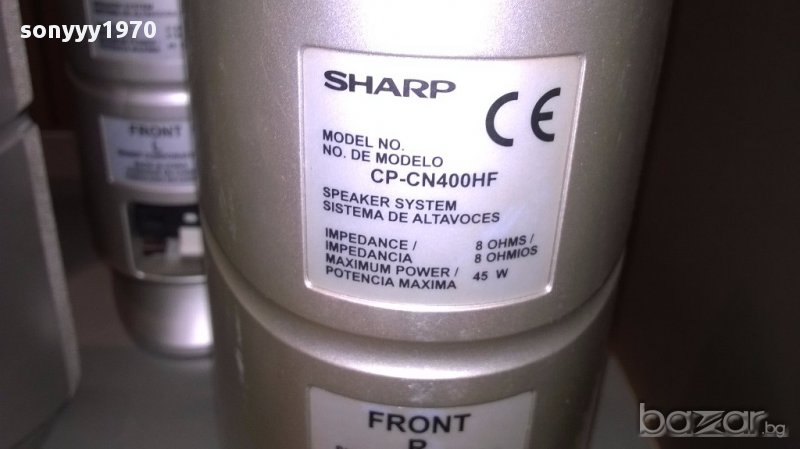 sonyyy1970
SHARP
CE
MODEL NO.
NO. DE MODELO
CP-CN400HF
SPEAKER SYSTEM
SISTEMA DE ALTAVOCES
IMPEDANCE / 8 OHMS /
IMPEDANCIA 8 OHMIOS
MAXIMUM POWER / 45 W
POTENCIA MAXIMA
FRONT
R
FRONT
L
bazar.bg